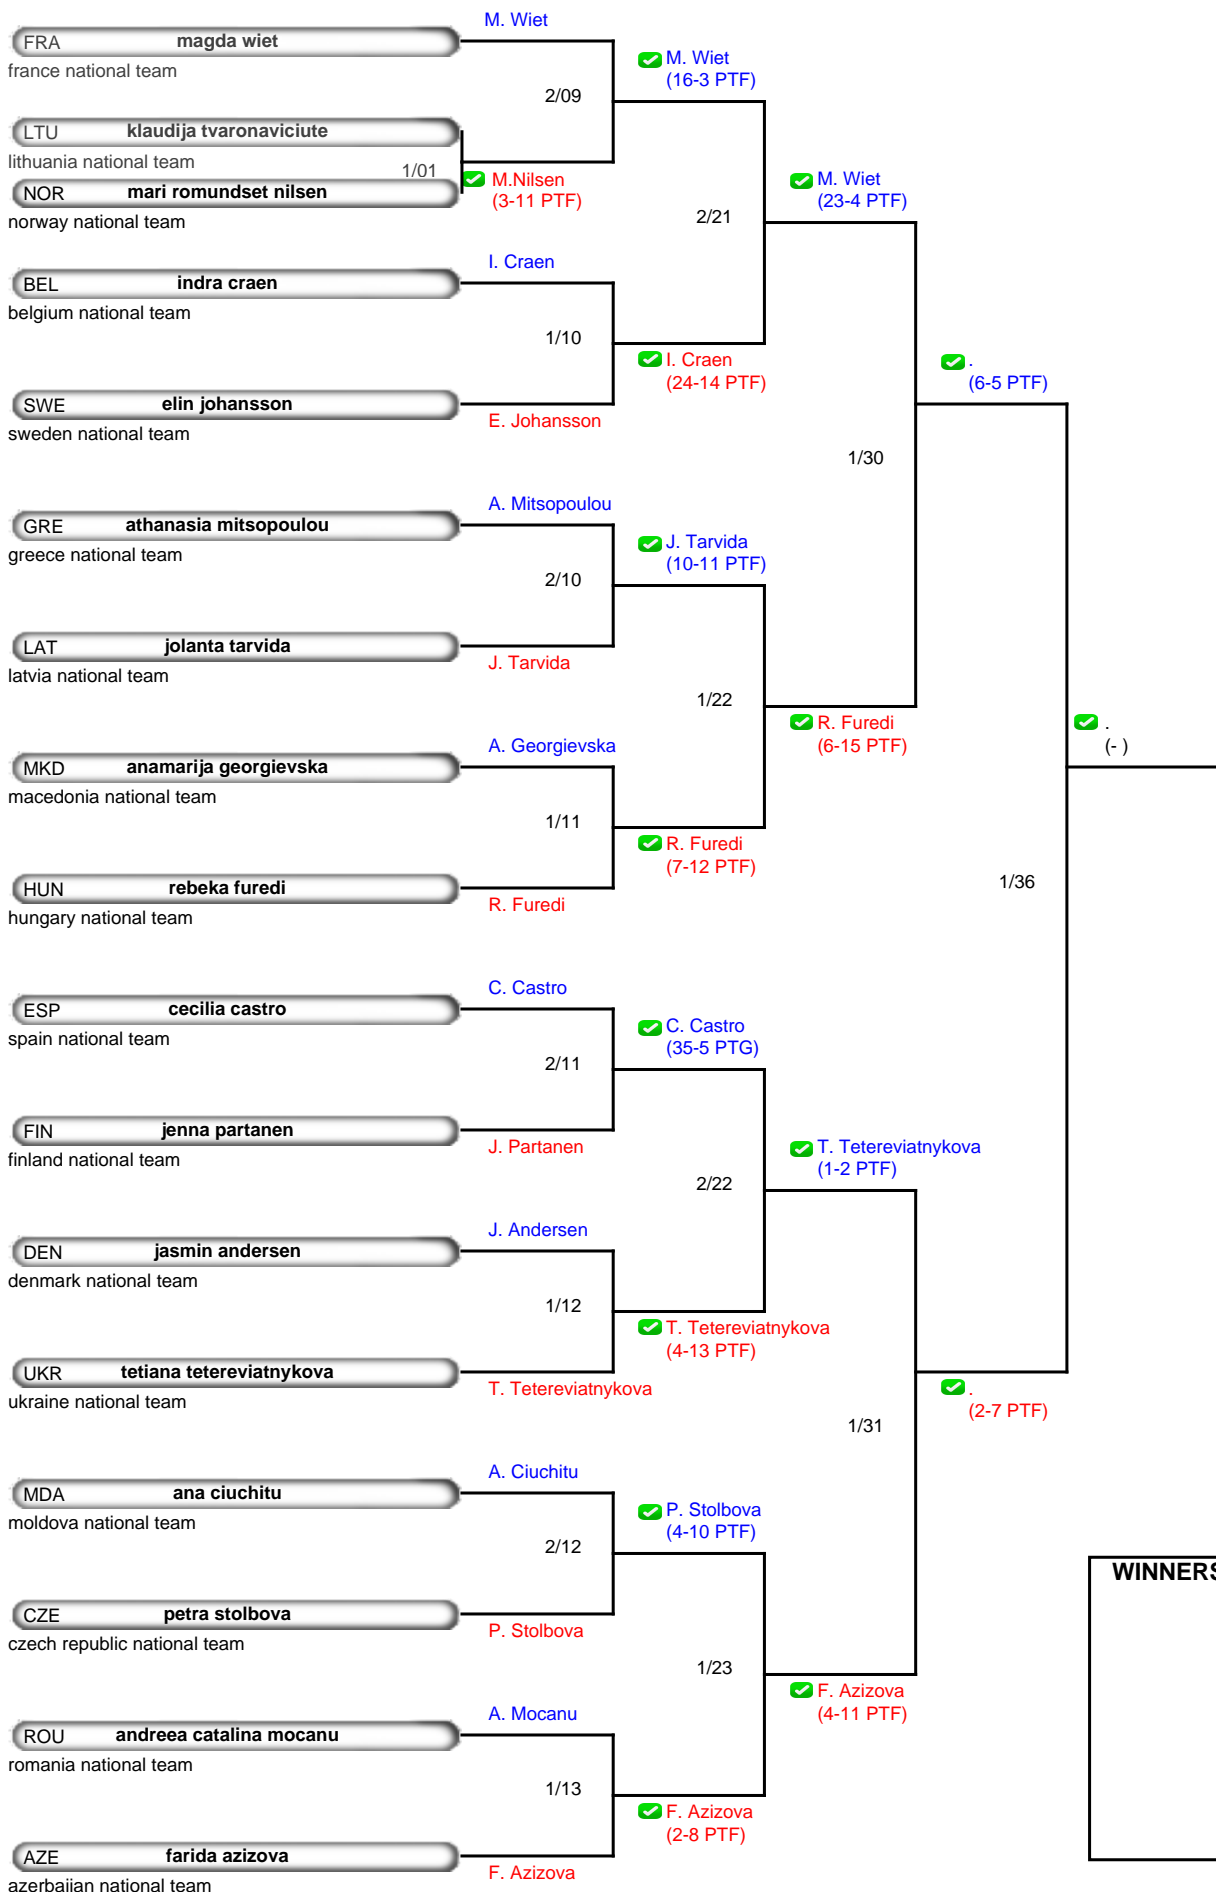 M. Wiet
FRA magda wiet
france national team
M. Wiet
(16-3 PTF)
2/09
LTU klaudija tvaronaviciute
lithuania national team
1/01
M.Nilsen
(3-11 PTF)
NOR mari romundset nilsen
norway national team
M. Wiet
(23-4 PTF)
2/21
I. Craen
BEL indra craen
belgium national team
1/10
I. Craen
(24-14 PTF)
.
(6-5 PTF)
SWE elin johansson
sweden national team
E. Johansson
1/30
A. Mitsopoulou
GRE athanasia mitsopoulou
greece national team
J. Tarvida
(10-11 PTF)
2/10
LAT jolanta tarvida
latvia national team
J. Tarvida
1/22
R. Furedi
(6-15 PTF)
.
(- )
A. Georgievska
MKD anamarija georgievska
macedonia national team
1/11
R. Furedi
(7-12 PTF)
1/36
HUN rebeka furedi
hungary national team
R. Furedi
C. Castro
ESP cecilia castro
spain national team
C. Castro
(35-5 PTG)
2/11
FIN jenna partanen
finland national team
J. Partanen
T. Tetereviatnykova
(1-2 PTF)
2/22
J. Andersen
DEN jasmin andersen
denmark national team
1/12
T. Tetereviatnykova
(4-13 PTF)
UKR tetiana tetereviatnykova
ukraine national team
T. Tetereviatnykova
.
(2-7 PTF)
1/31
A. Ciuchitu
MDA ana ciuchitu
moldova national team
P. Stolbova
(4-10 PTF)
2/12
WINNERS
CZE petra stolbova
czech republic national team
P. Stolbova
1/23
F. Azizova
(4-11 PTF)
A. Mocanu
ROU andreea catalina mocanu
romania national team
1/13
F. Azizova
(2-8 PTF)
AZE farida azizova
azerbaiian national team
F. Azizova